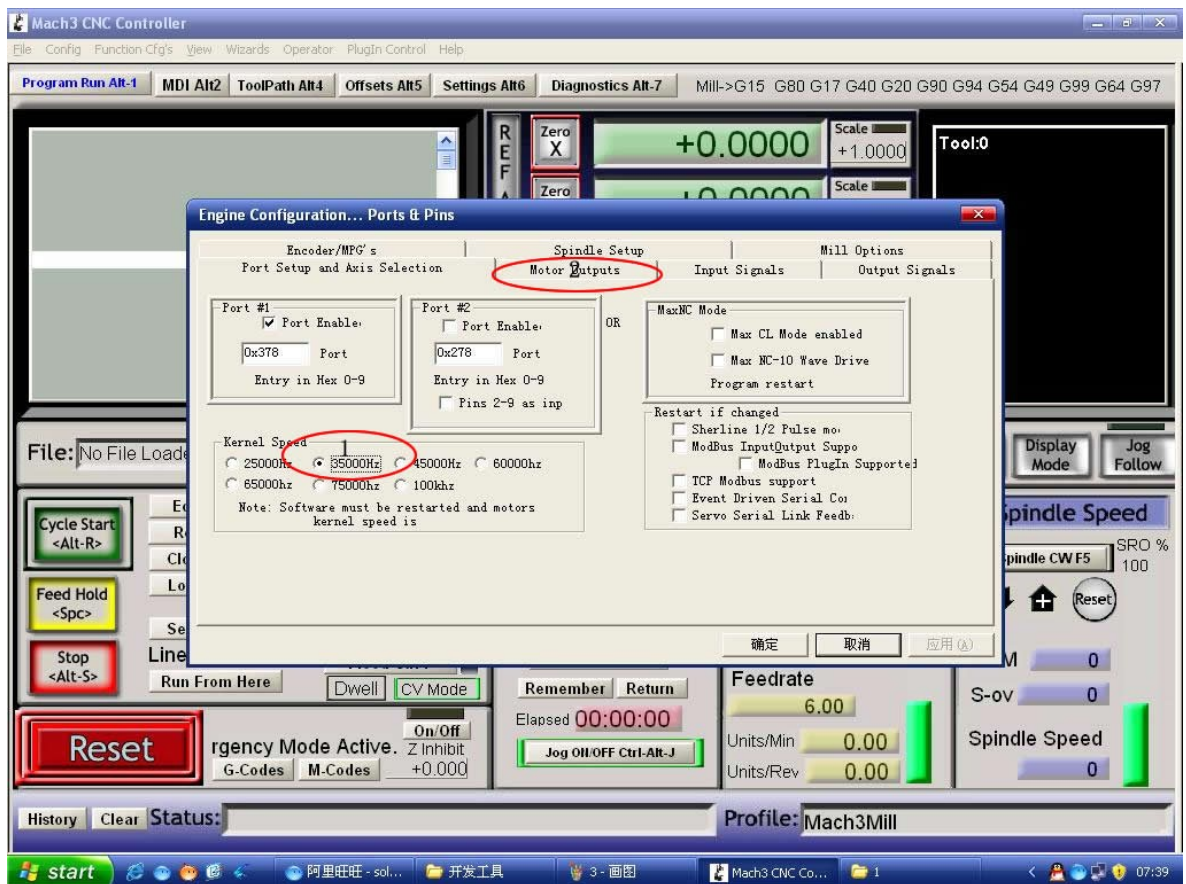 Mach3 CNC Controller
File Config Function Cfg's View Wizards Operator PlugIn Control Help
Program Run Alt-1 MDI Alt2 ToolPath Alt4 Offsets Alt5 Settings Alt6 Diagnostics Alt-7 Mill->G15 G80 G17 G40 G20 G90 G94 G54 G49 G99 G64 G97
REF
Zero X +0.0000 Scale +1.0000 Tool:0
Zero Scale
Engine Configuration... Ports & Pins
Encoder/MPG's Spindle Setup Mill Options
Port Setup and Axis Selection Motor Outputs Input Signals Output Signals
2
Port #1 Port #2 OR MaxNC Mode
Port Enable Port Enable Max CL Mode enabled
0x378 Port 0x278 Port Max NC-10 Wave Drive
Entry in Hex 0-9 Entry in Hex 0-9 Program restart
Pins 2-9 as inp
Restart if changed
Sherline 1/2 Pulse mo
ModBus InputOutput Suppo
ModBus PlugIn Supported
TCP Modbus support
Event Driven Serial Co
Servo Serial Link Feedb
Kernel Speed 1
25000Hz 35000Hz 45000Hz 60000hz
65000hz 75000hz 100khz
Note: Software must be restarted and motors
kernel speed is
确定 取消 应用(A)
File: No File Loade
Display Mode Jog Follow
Cycle Start <Alt-R>
Feed Hold <Spc>
Stop <Alt-S>
Ed
Re
Clo
Lo
Se
Line
Run From Here
Dwell CV Mode
Remember Return
Elapsed 00:00:00
Jog ON/OFF Ctrl-Alt-J
Feedrate
6.00
Units/Min 0.00
Units/Rev 0.00
pindle Speed
pindle CW F5 SRO %
100
Reset
M 0
S-ov 0
Spindle Speed
0
Reset
rgency Mode Active.
G-Codes M-Codes
On/Off
Z Inhibit
+0.000
History Clear Status: Profile: Mach3Mill
start 阿里旺旺 - sol... 开发工具 3 - 画图 Mach3 CNC Co... 1 07:39